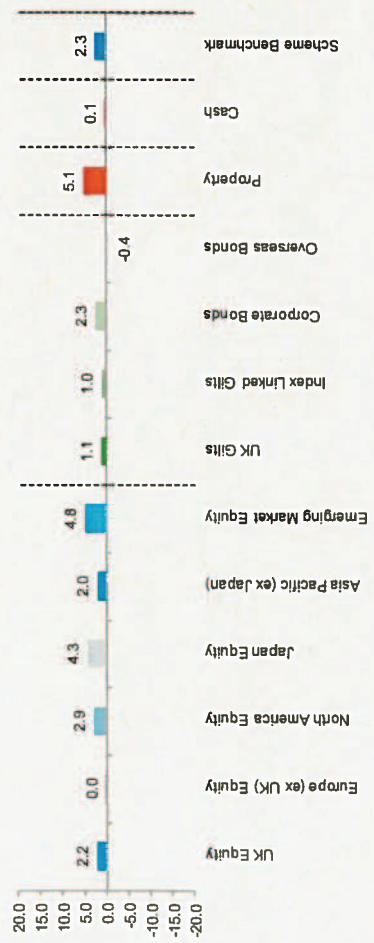 20.0
15.0
10.0
5.0
0.0
-5.0
-10.0
-15.0
-20.0
2.2
0.0
2.9
4.3
2.0
4.8
1.1
1.0
2.3
-0.4
5.1
0.1
2.3
UK Equity
Europe (ex UK) Equity
North America Equity
Japan Equity
Asia Pacific (ex Japan)
Emerging Market Equity
UK Gilts
Index Linked Gilts
Corporate Bonds
Overseas Bonds
Property
Cash
Scheme Benchmark